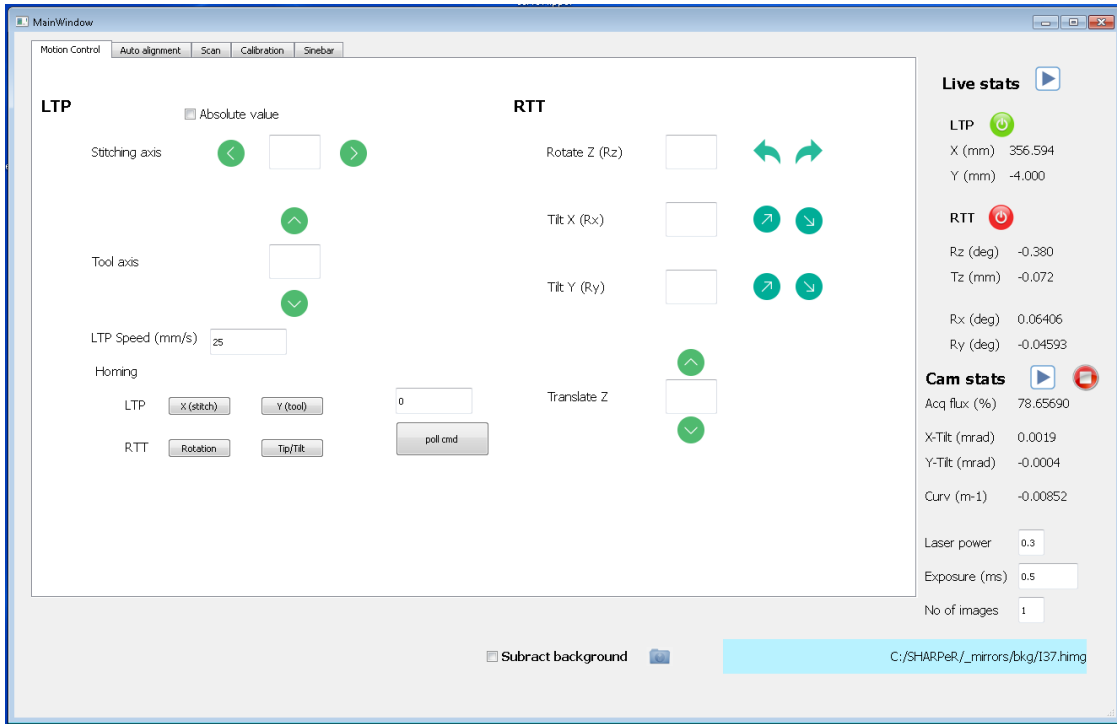 MainWindow
Motion Control Auto alignment Scan Calibration Sinebar
Live stats
LTP
Absolute value
RTT
LTP
Stitching axis
Rotate Z (Rz)
X (mm) 356.594
Y (mm) -4.000
Tilt X (Rx)
RTT
Tool axis
Rz (deg) -0.380
Tz (mm) -0.072
Tilt Y (Ry)
Rx (deg) 0.06406
LTP Speed (mm/s) 25
Ry (deg) -0.04593
Homing
Cam stats
LTP X (stitch) Y (tool) 0
Translate Z
Acq flux (%) 78.65690
RTT Rotation Tip/Tilt poll cmd
X-Tilt (mrad) 0.0019
Y-Tilt (mrad) -0.0004
Curv (m-1) -0.00852
Laser power 0.3
Exposure (ms) 0.5
No of images 1
Subract background
C:/SHARPeR/_mirrors/bkg/I37.himg